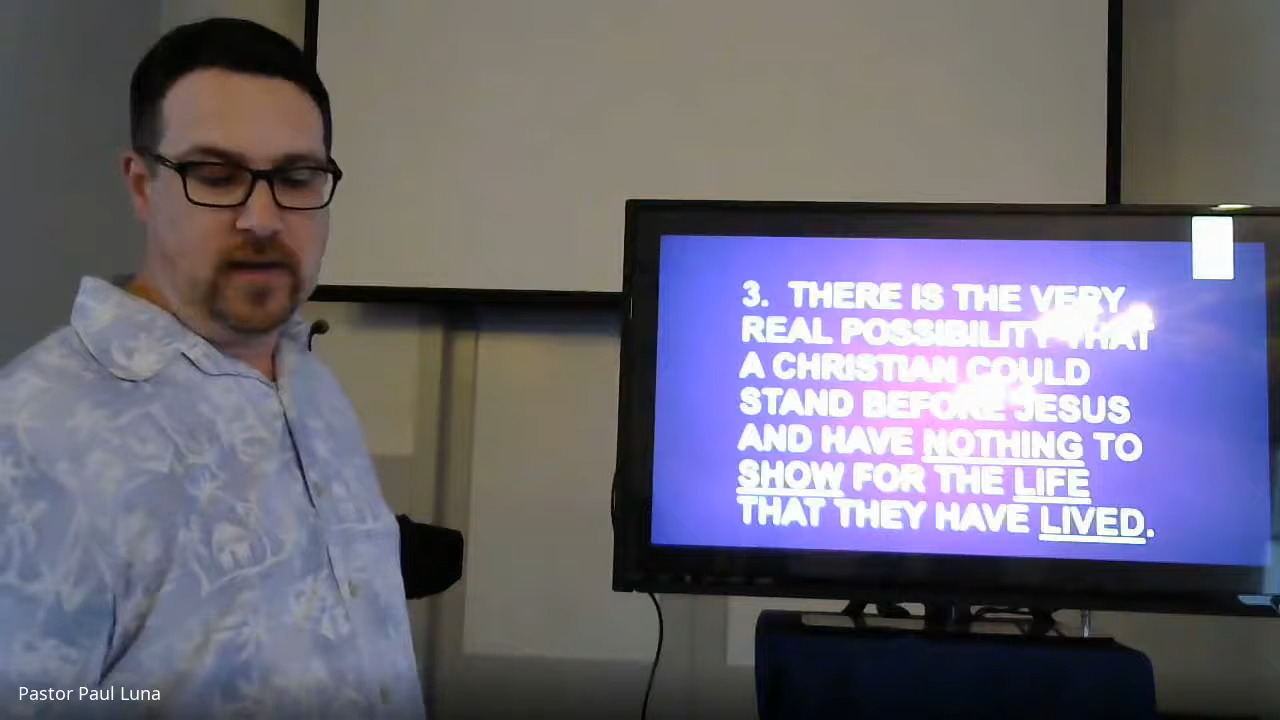 3. THERE IS THE VERY
REAL POSSIBILITY THAT
A CHRISTIAN COULD
STAND BEFORE JESUS
AND HAVE NOTHING TO
SHOW FOR THE LIFE
THAT THEY HAVE LIVED.
Pastor Paul Luna